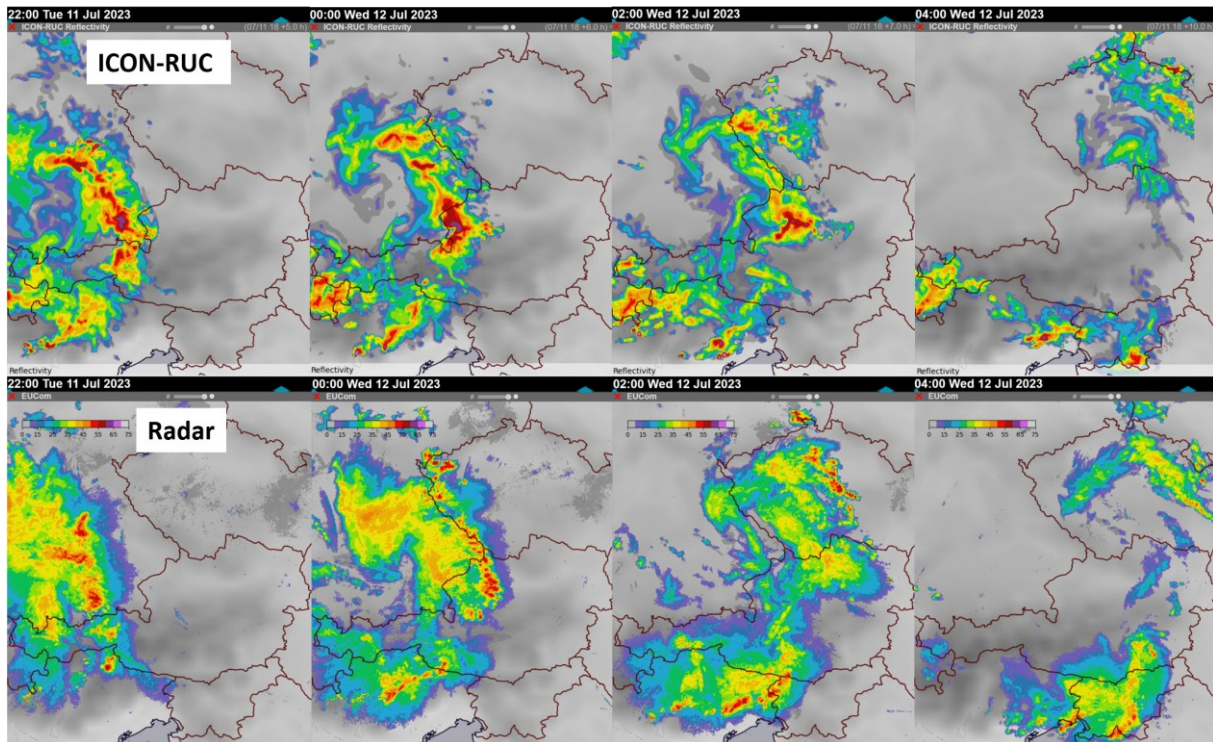 22:00 Tue 11 Jul 2023
ICON-RUC Reflectivity (07/11 18 +5.0 h)
ICON-RUC
Reflectivity
00:00 Wed 12 Jul 2023
ICON-RUC Reflectivity (07/11 18 +6.0 h)
Reflectivity
02:00 Wed 12 Jul 2023
ICON-RUC Reflectivity (07/11 18 +7.0 h)
Reflectivity
04:00 Wed 12 Jul 2023
ICON-RUC Reflectivity (07/11 18 +10.0 h)
Reflectivity
22:00 Tue 11 Jul 2023
EUCom
0 15 25 35 45 55 65 75
Radar
00:00 Wed 12 Jul 2023
EUCom
0 15 25 35 45 55 65 75
02:00 Wed 12 Jul 2023
EUCom
0 15 25 35 45 55 65 75
04:00 Wed 12 Jul 2023
EUCom
0 15 25 35 45 55 65 75